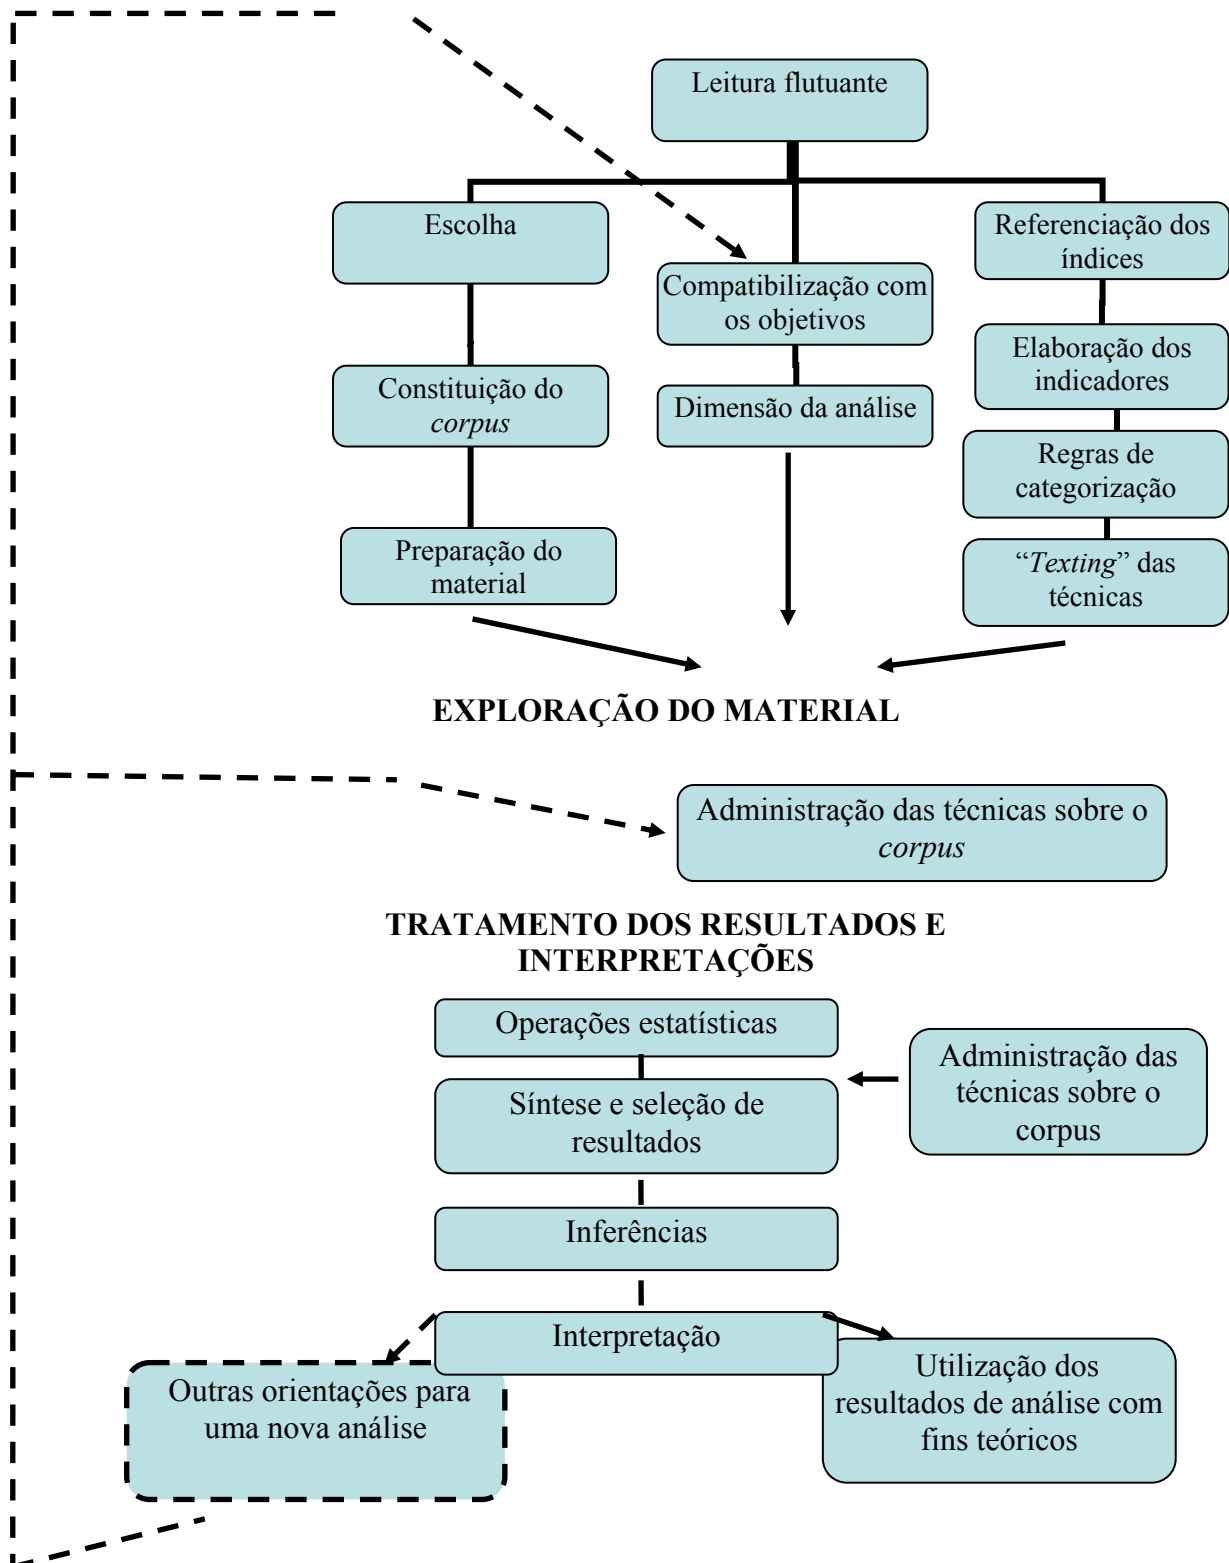 Leitura flutuante
Escolha
Referenciação dos
índices
Compatibilização com
os objetivos
Elaboração dos
indicadores
Constituição do
corpus
Dimensão da análise
Regras de
categorização
Preparação do
material
“Texting” das
técnicas
EXPLORAÇÃO DO MATERIAL
Administração das técnicas sobre o
corpus
TRATAMENTO DOS RESULTADOS E
INTERPRETAÇÕES
Operações estatísticas
Administração das
técnicas sobre o
corpus
Síntese e seleção de
resultados
Inferências
Interpretação
Outras orientações para
uma nova análise
Utilização dos
resultados de análise com
fins teóricos